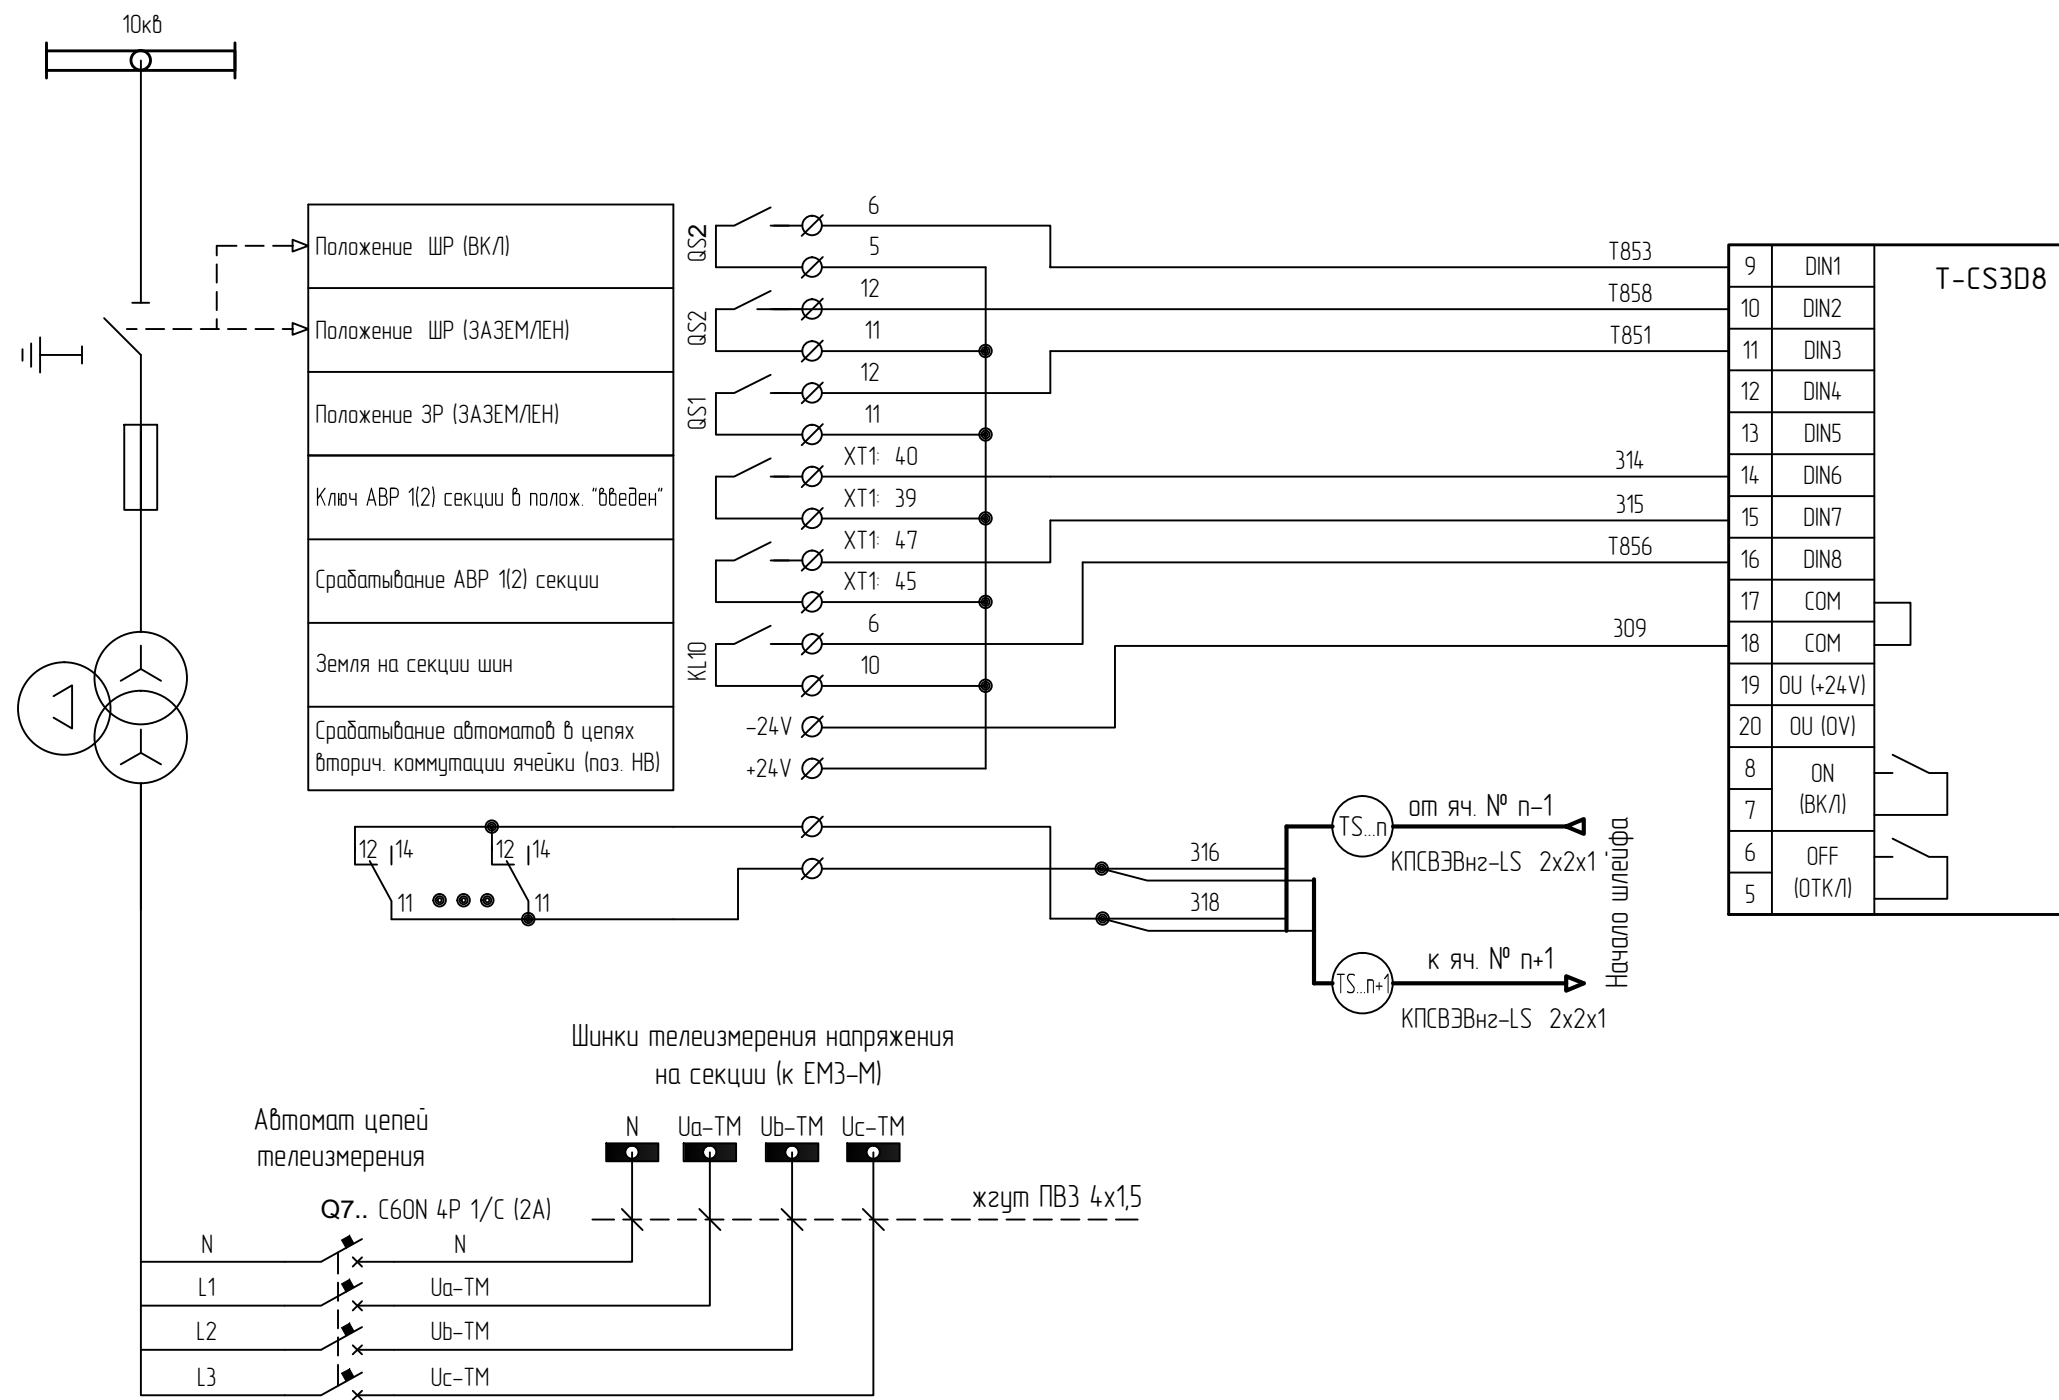 10кв
Положение ШР (ВКЛ)
Положение ШР (ЗАЗЕМЛЕН)
Положение ЗР (ЗАЗЕМЛЕН)
Ключ АВР 1(2) секции в полож. "введен"
Срабатывание АВР 1(2) секции
Земля на секции шин
Срабатывание автоматов в цепях
вторич. коммутации ячейки (поз. НВ)
QS2
6
5
QS2
12
11
QS1
12
11
XT1: 40
XT1: 39
XT1: 47
XT1: 45
KL10
6
10
-24V
+24V
T853
T858
T851
314
315
T856
309
T-CS3D8
9 DIN1
10 DIN2
11 DIN3
12 DIN4
13 DIN5
14 DIN6
15 DIN7
16 DIN8
17 COM
18 COM
19 OU (+24V)
20 OU (0V)
8 ON
7 (ВКЛ)
6 OFF
5 (ОТКЛ)
12 14 12 14
11 11
316
318
TS...n
от яч. № n-1
КПСВЭВнг-LS 2x2x1
TS...n+1
к яч. № n+1
КПСВЭВнг-LS 2x2x1
Начало шлейфа
Шинки телеизмерения напряжения
на секции (к ЕМ3-М)
N Ua-TM Ub-TM Uc-TM
Автомат цепей
телеизмерения
Q7.. C60N 4P 1/C (2A)
жгут ПВ3 4x1,5
N N
L1 Ua-TM
L2 Ub-TM
L3 Uc-TM